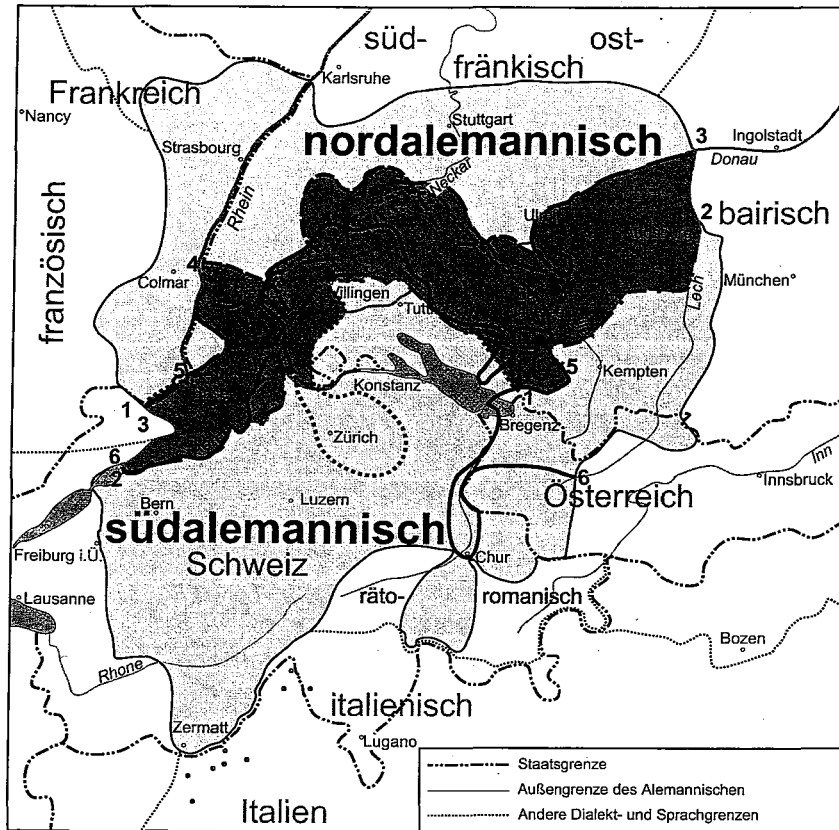 süd-
ost-
fränkisch
Karlsruhe
Frankreich
Nancy
Stuttgart
Strasbourg
nordalemannisch
3
Ingolstadt
Donau
Neckar
Rhein
2
bairisch
französisch
4
Colmar
Lech
München
5
Konstanz
5
Kempten
1
1
3
Bregenz
Zürich
6
2
6
Inn
Innsbruck
Bern
Luzern
Österreich
südalemannisch
Freiburg i.Ü.
Schweiz
Chur
Lausanne
räto-
romanisch
Bozen
Rhone
italienisch
Zermatt
Lugano
Italien
Staatsgrenze
Außengrenze des Alemannischen
Andere Dialekt- und Sprachgrenzen